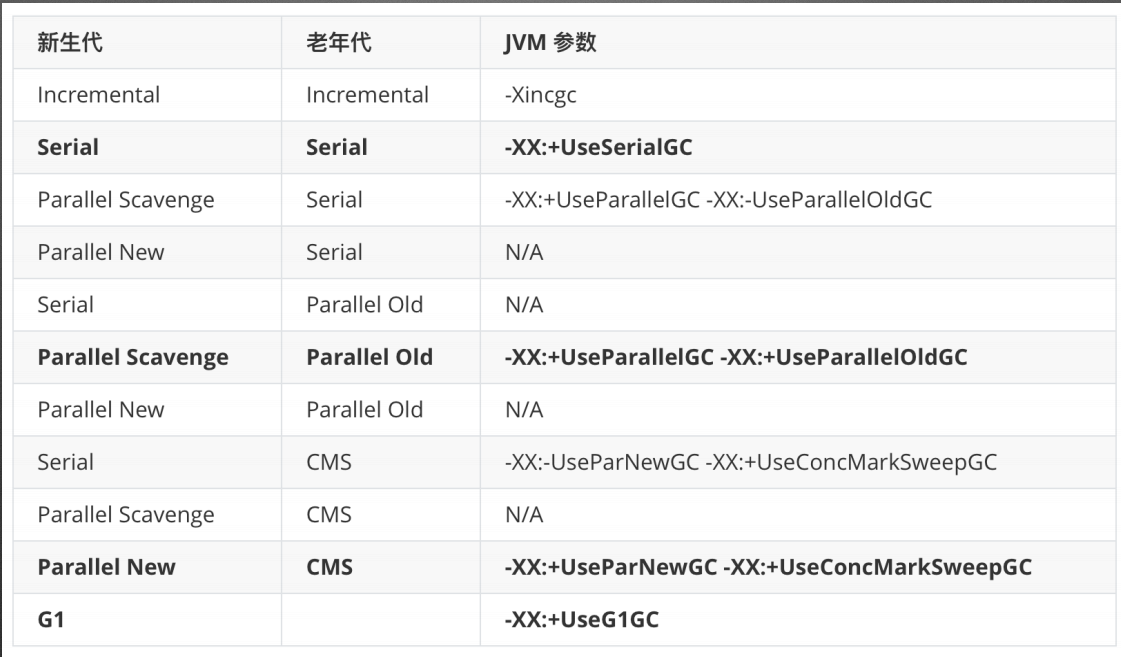 新生代 老年代 JVM 参数
Incremental Incremental -Xincgc
Serial Serial -XX:+UseSerialGC
Parallel Scavenge Serial -XX:+UseParallelGC -XX:-UseParallelOldGC
Parallel New Serial N/A
Serial Parallel Old N/A
Parallel Scavenge Parallel Old -XX:+UseParallelGC -XX:+UseParallelOldGC
Parallel New Parallel Old N/A
Serial CMS -XX:-UseParNewGC -XX:+UseConcMarkSweepGC
Parallel Scavenge CMS N/A
Parallel New CMS -XX:+UseParNewGC -XX:+UseConcMarkSweepGC
G1 -XX:+UseG1GC